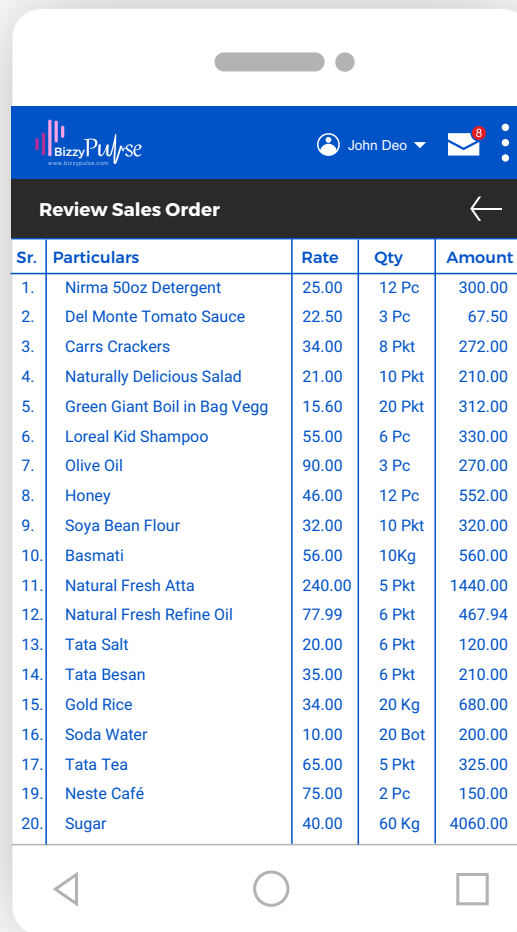 BizzyPulse
www.bizzypulse.com
John Deo
8
Review Sales Order
Sr. Particulars Rate Qty Amount
1. Nirma 50oz Detergent 25.00 12 Pc 300.00
2. Del Monte Tomato Sauce 22.50 3 Pc 67.50
3. Carrs Crackers 34.00 8 Pkt 272.00
4. Naturally Delicious Salad 21.00 10 Pkt 210.00
5. Green Giant Boil in Bag Vegg 15.60 20 Pkt 312.00
6. Loreal Kid Shampoo 55.00 6 Pc 330.00
7. Olive Oil 90.00 3 Pc 270.00
8. Honey 46.00 12 Pc 552.00
9. Soya Bean Flour 32.00 10 Pkt 320.00
10. Basmati 56.00 10Kg 560.00
11. Natural Fresh Atta 240.00 5 Pkt 1440.00
12. Natural Fresh Refine Oil 77.99 6 Pkt 467.94
13. Tata Salt 20.00 6 Pkt 120.00
14. Tata Besan 35.00 6 Pkt 210.00
15. Gold Rice 34.00 20 Kg 680.00
16. Soda Water 10.00 20 Bot 200.00
17. Tata Tea 65.00 5 Pkt 325.00
19. Neste Café 75.00 2 Pc 150.00
20. Sugar 40.00 60 Kg 4060.00